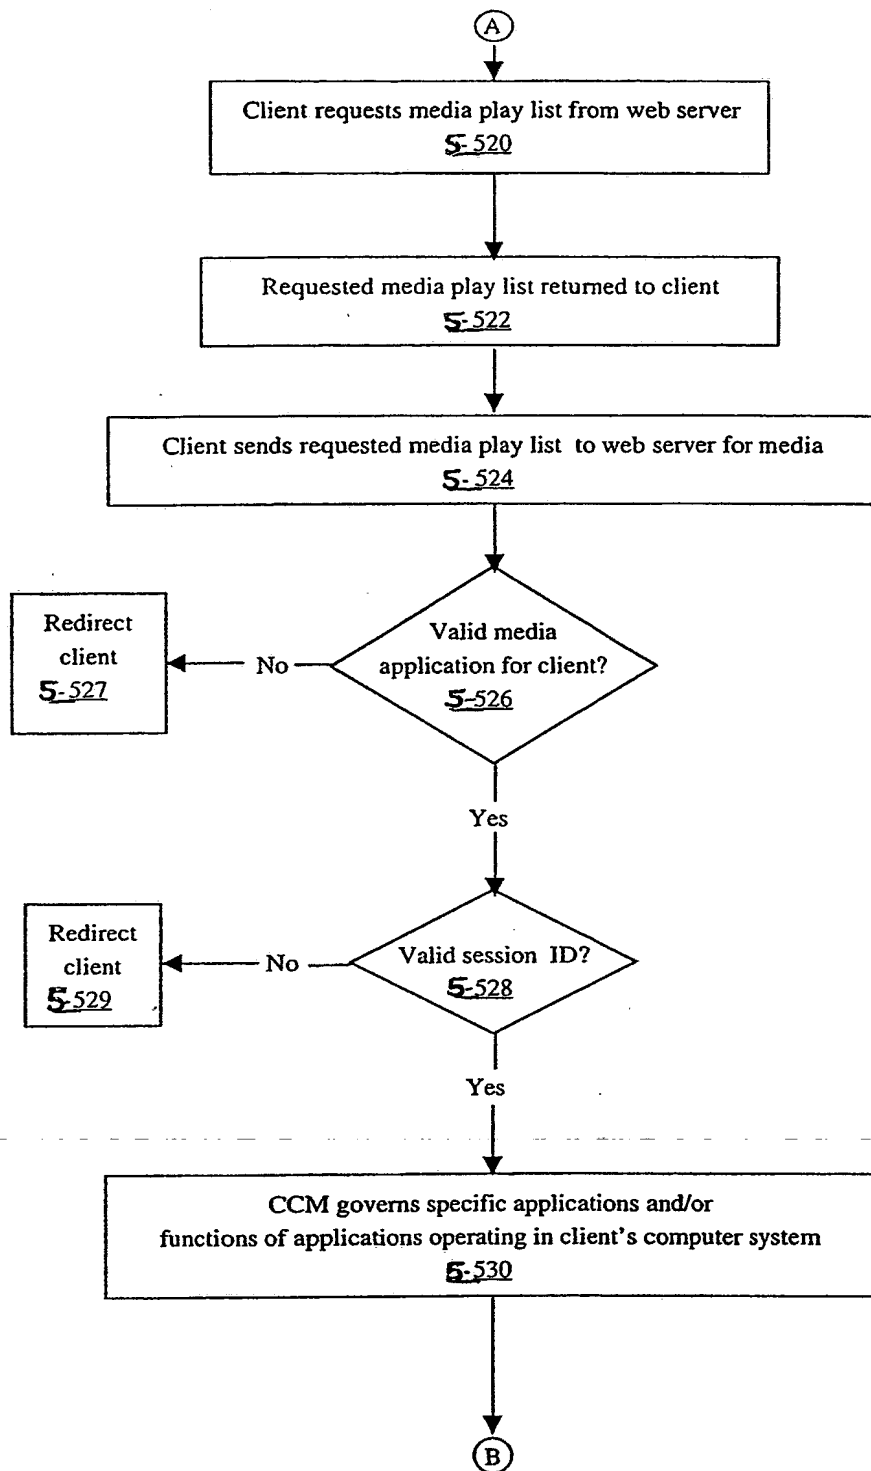 A
Client requests media play list from web server
5-520
Requested media play list returned to client
5-522
Client sends requested media play list to web server for media
5-524
Valid media
application for client?
5-526
No
Redirect
client
5-527
Yes
Valid session ID?
5-528
No
Redirect
client
5-529
Yes
CCM governs specific applications and/or
functions of applications operating in client's computer system
5-530
B